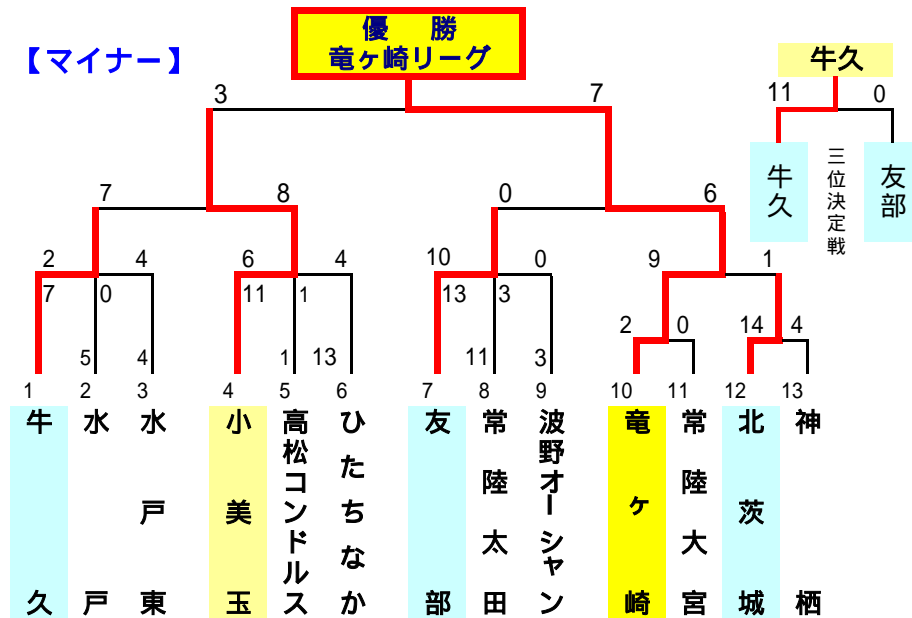 【マイナー】
優 勝
竜ヶ崎リーグ
牛久
3
7
11
0
牛久
三位決定戦
友部
7
8
0
6
2
4
6
4
10
0
9
1
7
0
11
1
13
3
2
0
14
4
5
4
1
13
11
3
1
2
3
4
5
6
7
8
9
10
11
12
13
牛久
水戸
水戸東
小美玉
高松コンドルス
ひたちなか
友部
常陸太田
波野オーシャン
竜ヶ崎
常陸大宮
北茨城
神栖